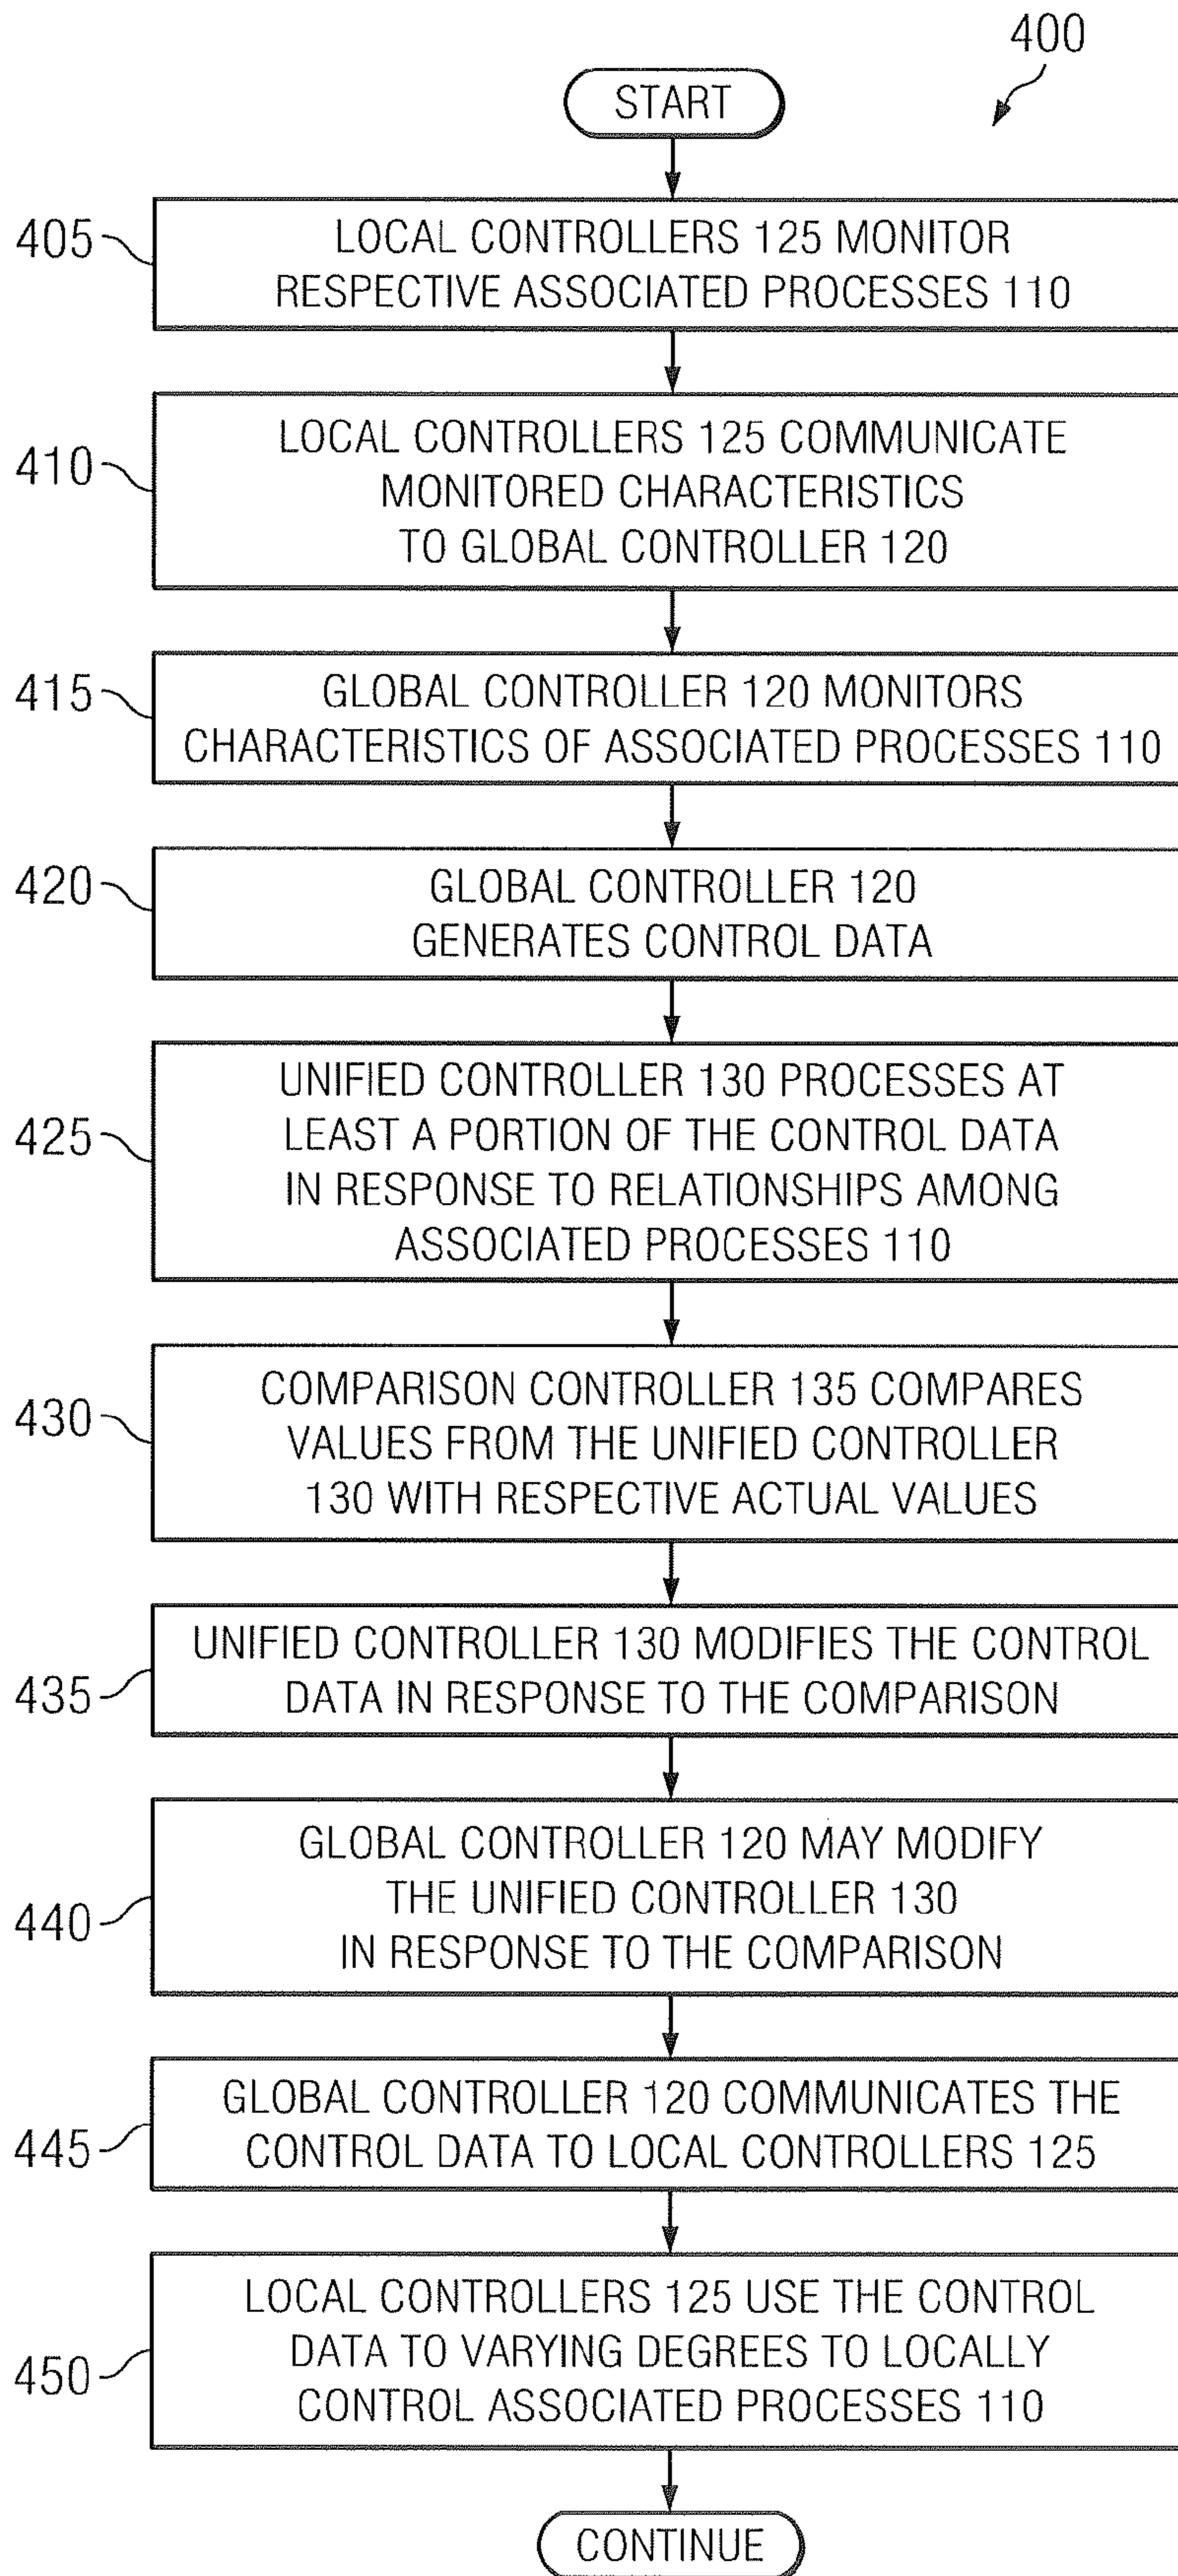 400
START
405
LOCAL CONTROLLERS 125 MONITOR
RESPECTIVE ASSOCIATED PROCESSES 110
410
LOCAL CONTROLLERS 125 COMMUNICATE
MONITORED CHARACTERISTICS
TO GLOBAL CONTROLLER 120
415
GLOBAL CONTROLLER 120 MONITORS
CHARACTERISTICS OF ASSOCIATED PROCESSES 110
420
GLOBAL CONTROLLER 120
GENERATES CONTROL DATA
425
UNIFIED CONTROLLER 130 PROCESSES AT
LEAST A PORTION OF THE CONTROL DATA
IN RESPONSE TO RELATIONSHIPS AMONG
ASSOCIATED PROCESSES 110
430
COMPARISON CONTROLLER 135 COMPARES
VALUES FROM THE UNIFIED CONTROLLER
130 WITH RESPECTIVE ACTUAL VALUES
435
UNIFIED CONTROLLER 130 MODIFIES THE CONTROL
DATA IN RESPONSE TO THE COMPARISON
440
GLOBAL CONTROLLER 120 MAY MODIFY
THE UNIFIED CONTROLLER 130
IN RESPONSE TO THE COMPARISON
445
GLOBAL CONTROLLER 120 COMMUNICATES THE
CONTROL DATA TO LOCAL CONTROLLERS 125
450
LOCAL CONTROLLERS 125 USE THE CONTROL
DATA TO VARYING DEGREES TO LOCALLY
CONTROL ASSOCIATED PROCESSES 110
CONTINUE